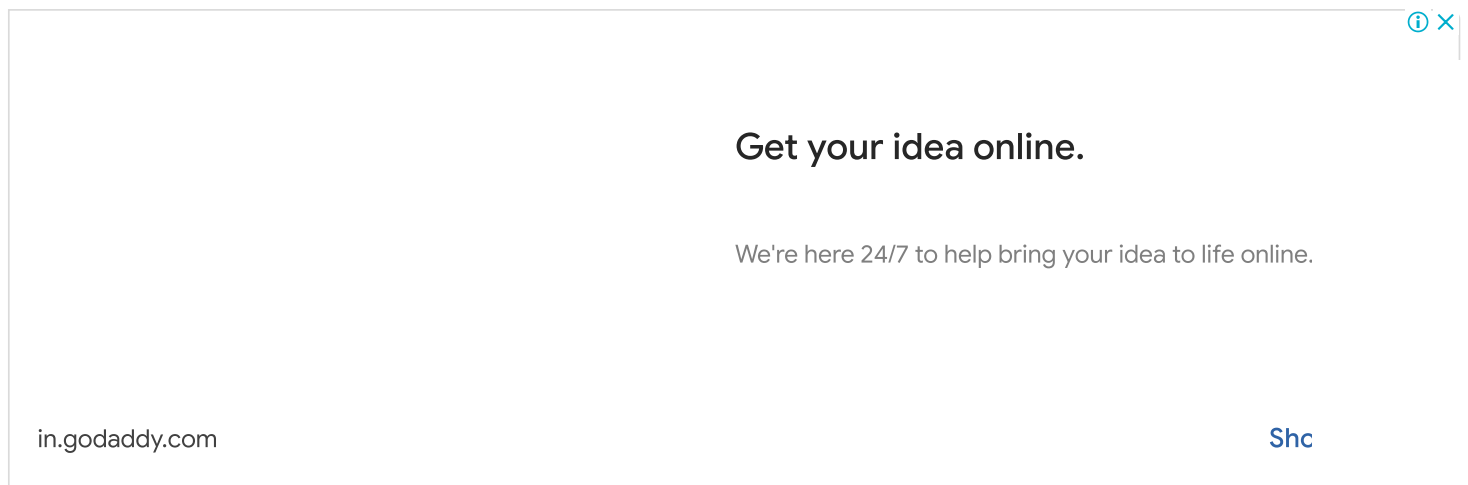 Get your idea online.
We're here 24/7 to help bring your idea to life online.
in.godaddy.com